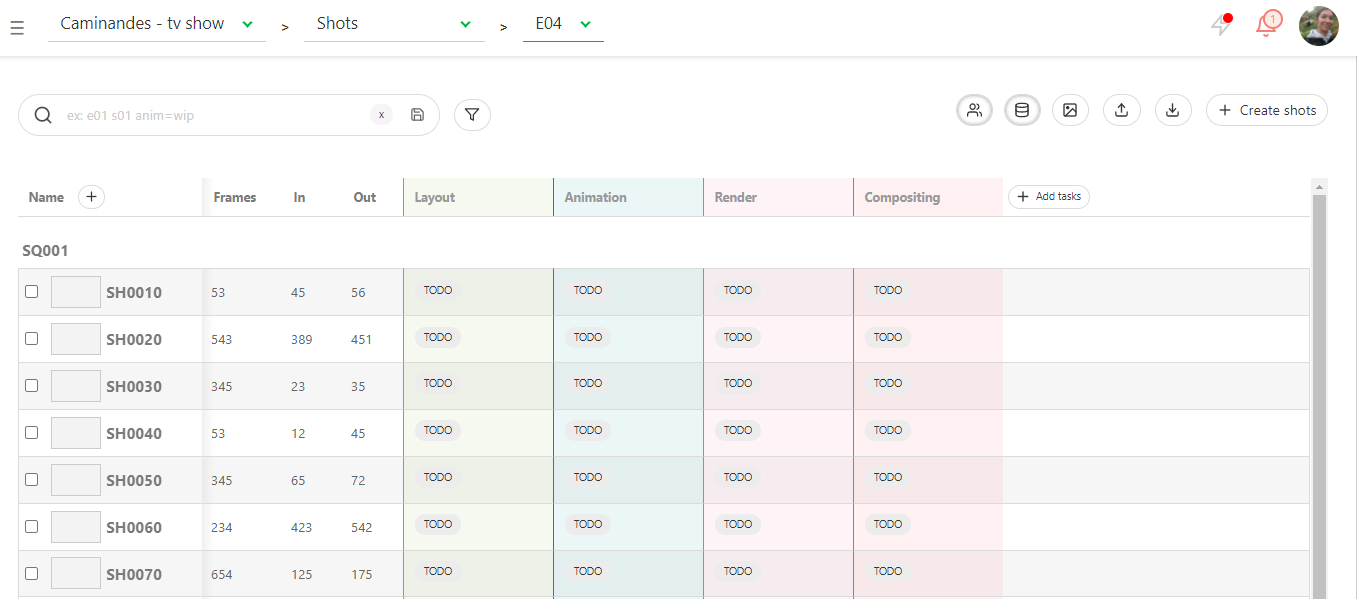 Caminandes - tv show > Shots > E04
1
ex: e01 s01 anim=wip x
Create shots
Name Frames In Out Layout Animation Render Compositing Add tasks
SQ001
SH0010 53 45 56 TODO TODO TODO TODO
SH0020 543 389 451 TODO TODO TODO TODO
SH0030 345 23 35 TODO TODO TODO TODO
SH0040 53 12 45 TODO TODO TODO TODO
SH0050 345 65 72 TODO TODO TODO TODO
SH0060 234 423 542 TODO TODO TODO TODO
SH0070 654 125 175 TODO TODO TODO TODO